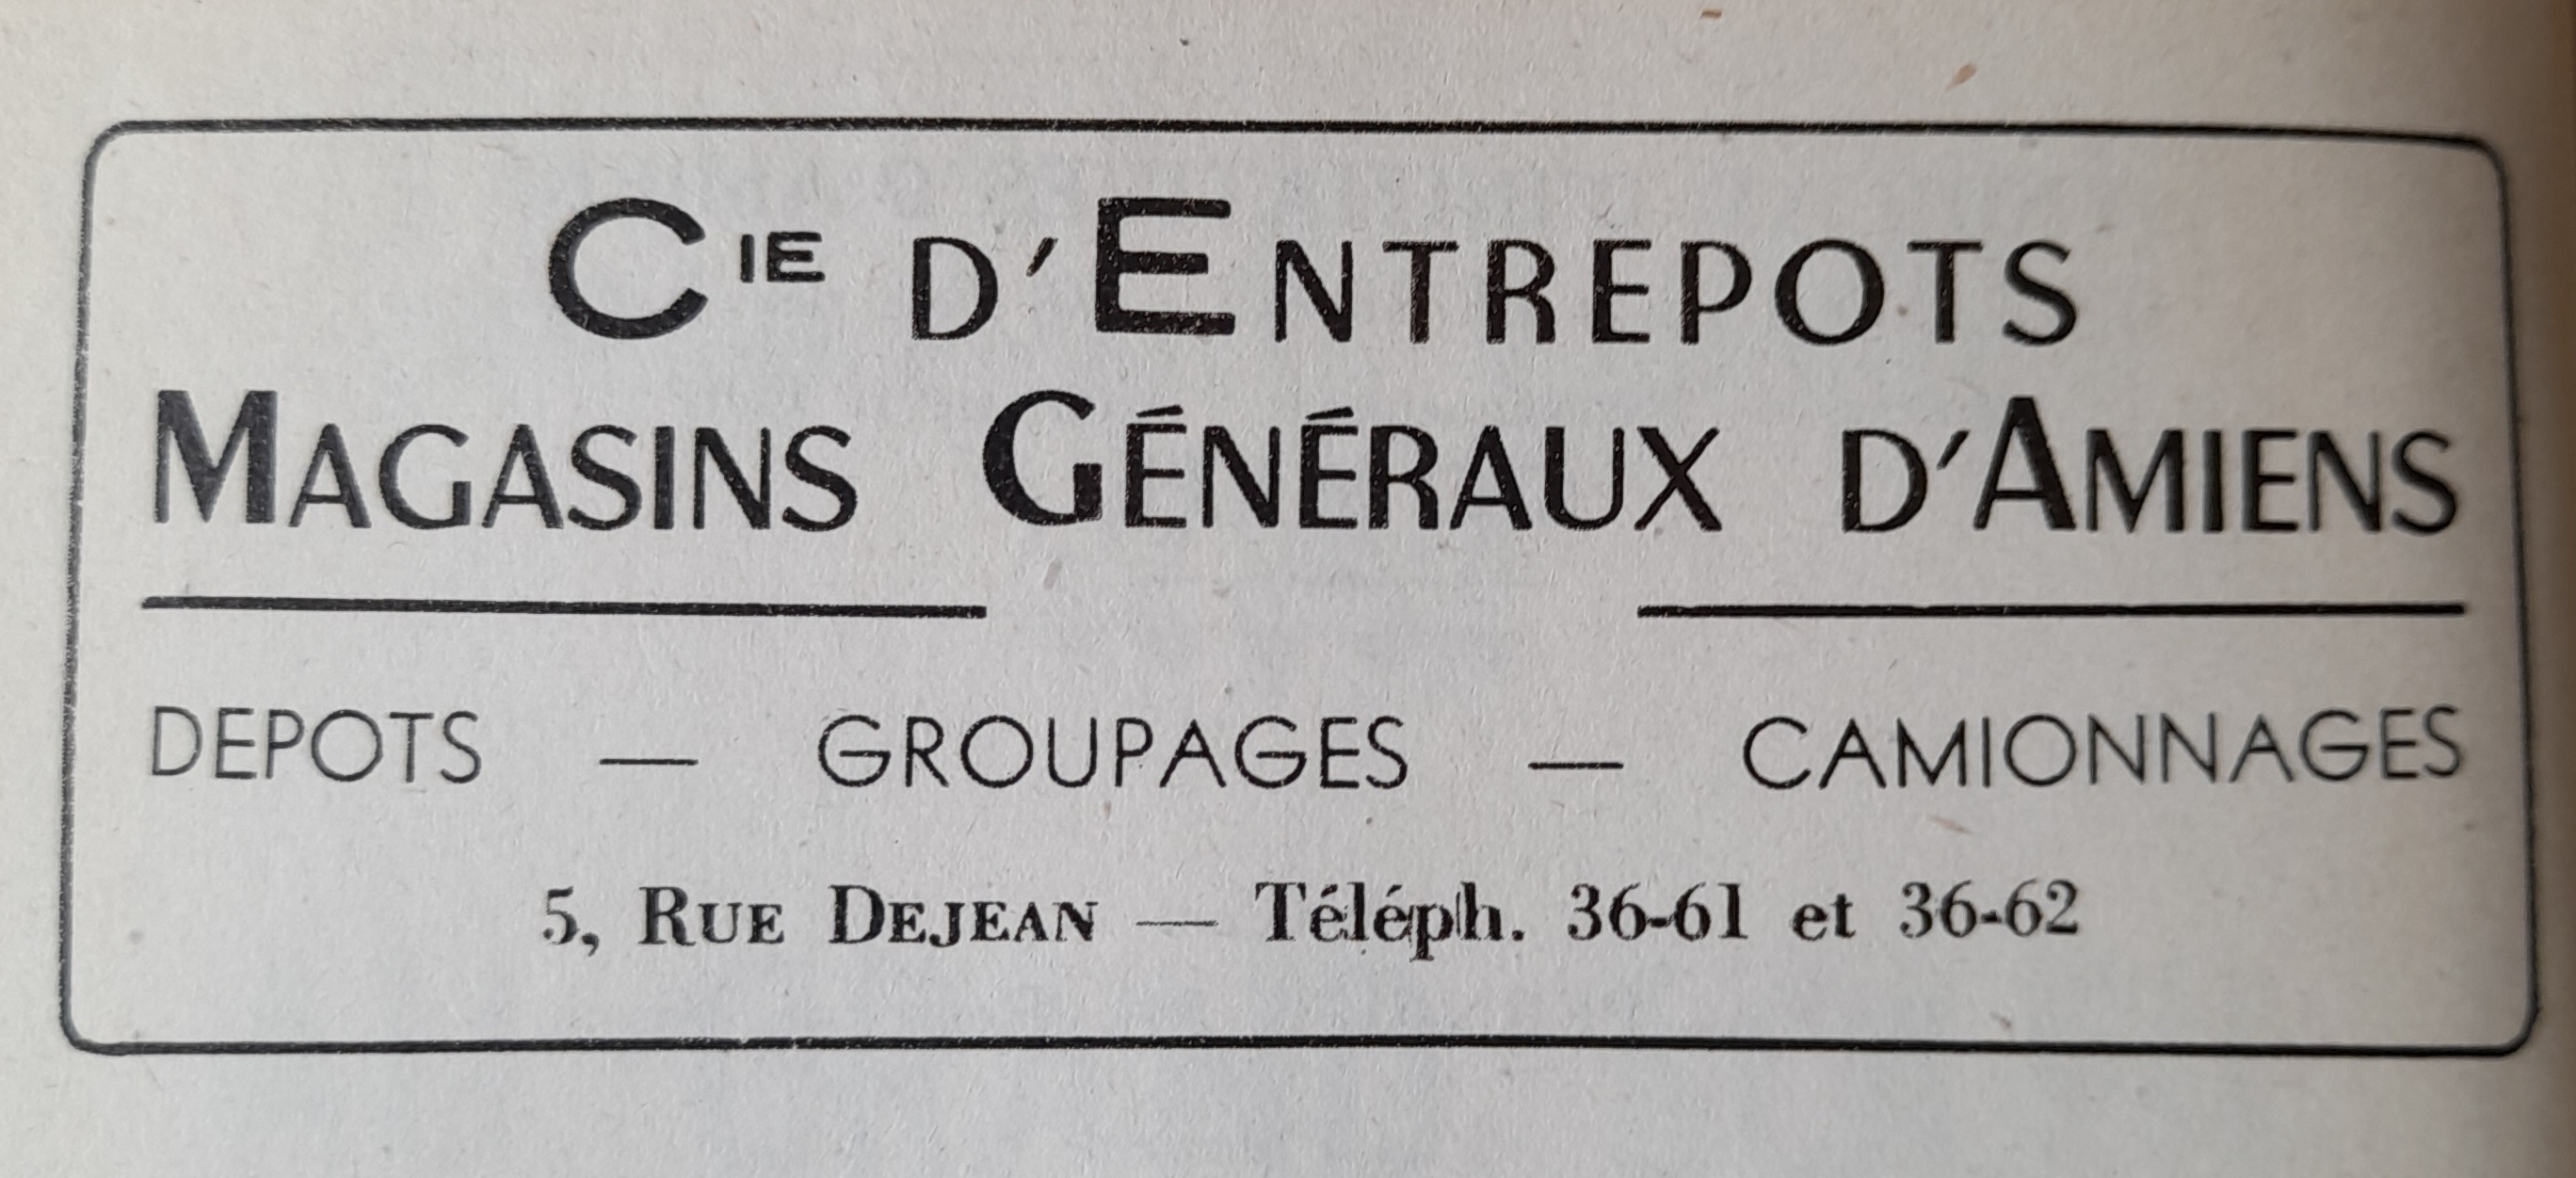 CIE D'ENTREPOTS
MAGASINS GÉNÉRAUX D'AMIENS
DEPOTS — GROUPAGES — CAMIONNAGES
5, RUE DEJEAN — Téléph. 36-61 et 36-62